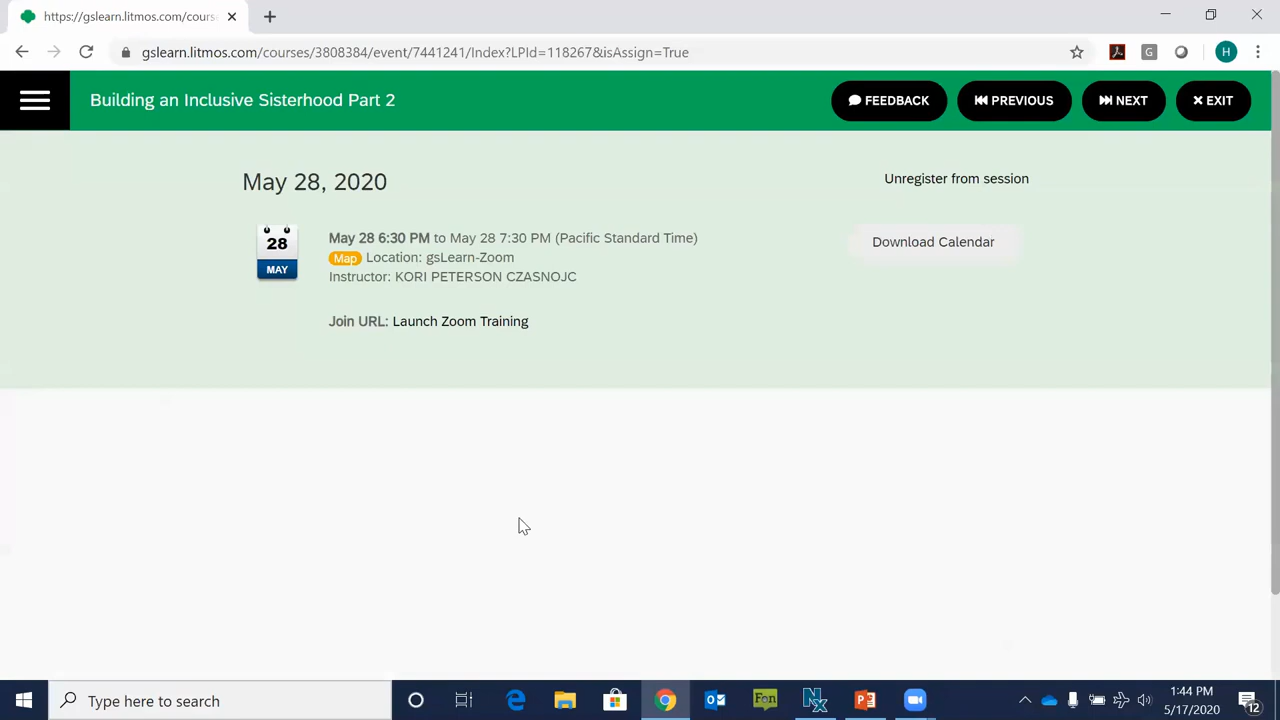 https://gslearn.litmos.com/cours
gslearn.litmos.com/courses/3808384/event/7441241/Index?LPId=118267&isAssign=True
G
H
Building an Inclusive Sisterhood Part 2
FEEDBACK
PREVIOUS
NEXT
EXIT
May 28, 2020
Unregister from session
28
MAY
May 28 6:30 PM to May 28 7:30 PM (Pacific Standard Time)
Map Location: gsLearn-Zoom
Instructor: KORI PETERSON CZASNOJC
Download Calendar
Join URL: Launch Zoom Training
Type here to search
Fon
1:44 PM
5/17/2020
12